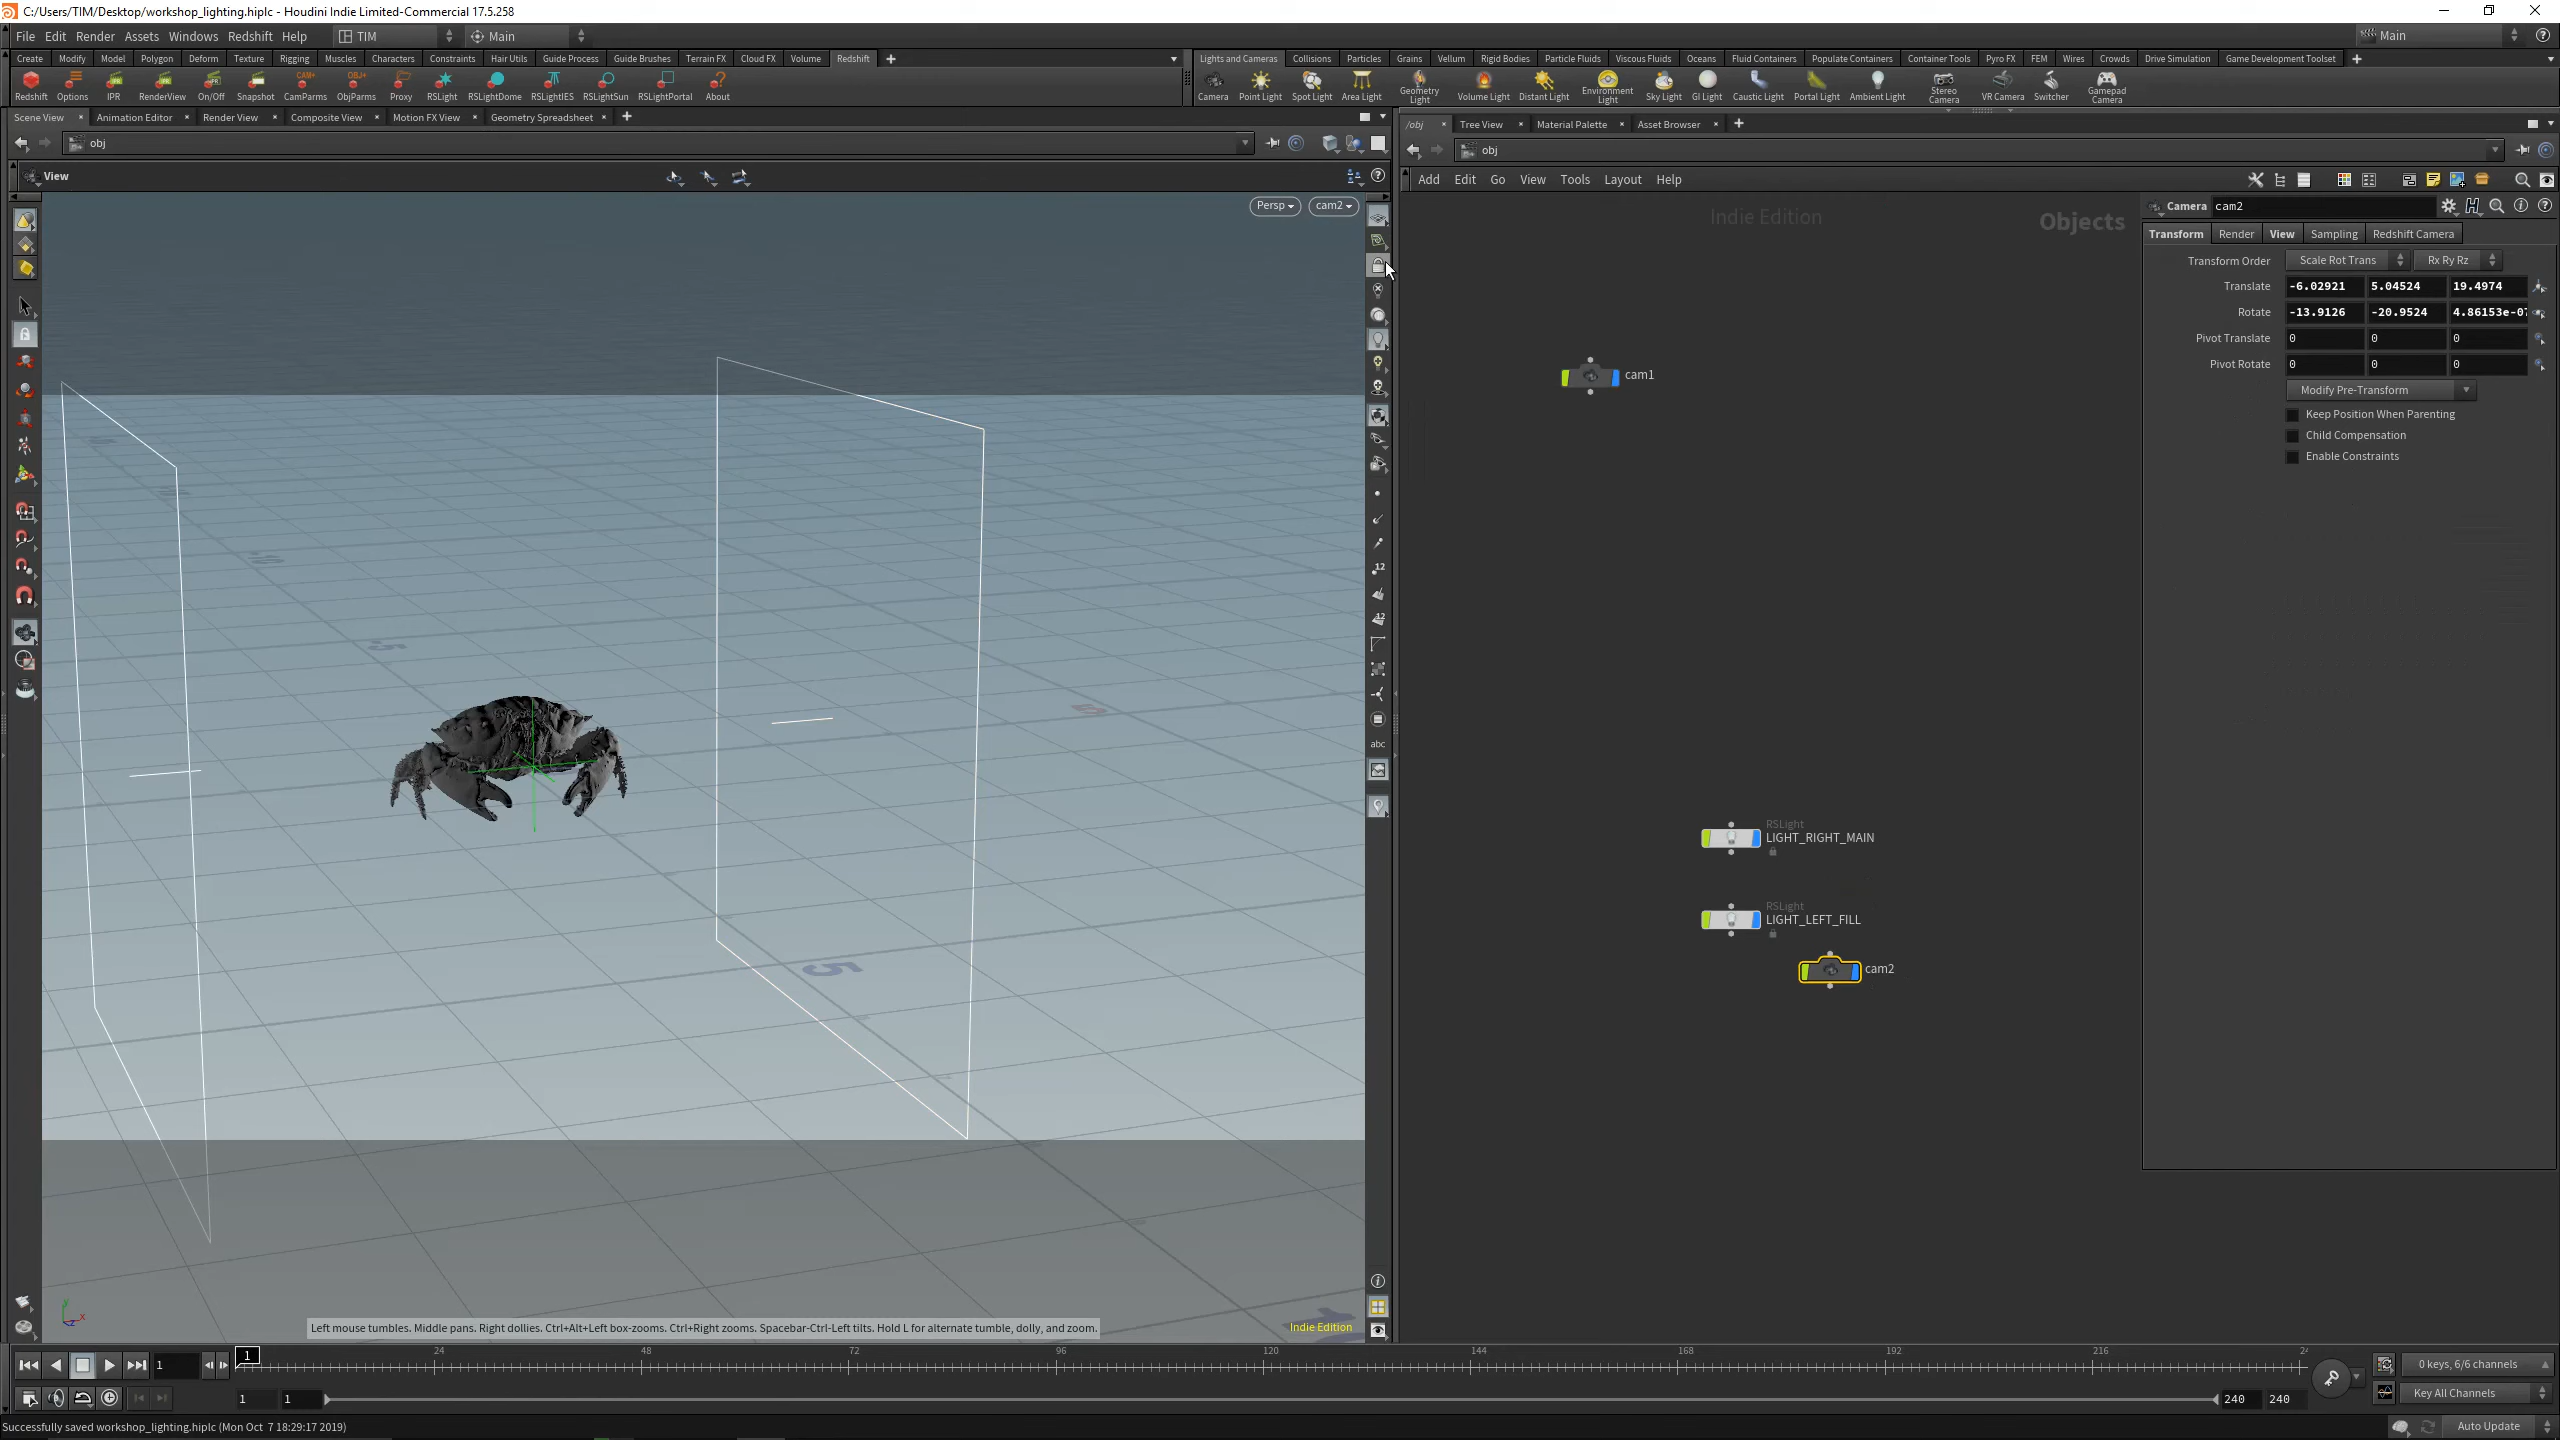 C:/Users/TIM/Desktop/workshop_lighting.hiplc - Houdini Indie Limited-Commercial 17.5.258
File Edit Render Assets Windows Redshift Help TIM Main Main
Create Modify Model Polygon Deform Texture Rigging Muscles Characters Constraints Hair Utils Guide Process Guide Brushes Terrain FX Cloud FX Volume Redshift
Lights and Cameras Collisions Particles Grains Vellum Rigid Bodies Particle Fluids Viscous Fluids Oceans Fluid Containers Populate Containers Container Tools Pyro FX FEM Wires Crowds Drive Simulation Game Development Toolset
Redshift Options IPR RenderView On/Off Snapshot CamParms ObjParms Proxy RSLight RSLightDome RSLightIES RSLightSun RSLightPortal About
Camera Point Light Spot Light Area Light Geometry Light Volume Light Distant Light Environment Light Sky Light GI Light Caustic Light Portal Light Ambient Light Stereo Camera VR Camera Switcher Gamepad Camera
Scene View Animation Editor Render View Composite View Motion FX View Geometry Spreadsheet
/obj Tree View Material Palette Asset Browser
obj
obj
View
Add Edit Go View Tools Layout Help
Persp cam2
Indie Edition
Objects
Camera cam2
Transform Render View Sampling Redshift Camera
Transform Order Scale Rot Trans Rx Ry Rz
Translate -6.02921 5.04524 19.4974
Rotate -13.9126 -20.9524 4.86153e-07
Pivot Translate 0 0 0
Pivot Rotate 0 0 0
Modify Pre-Transform
Keep Position When Parenting
Child Compensation
Enable Constraints
cam1
RSLight
LIGHT_RIGHT_MAIN
RSLight
LIGHT_LEFT_FILL
cam2
5
12
12
abc
Left mouse tumbles. Middle pans. Right dollies. Ctrl+Alt+Left box-zooms. Ctrl+Right zooms. Spacebar-Ctrl-Left tilts. Hold L for alternate tumble, dolly, and zoom.
Indie Edition
y x z
1 1 24 48 72 96 120 144 168 192 216
0 keys, 6/6 channels
1 1 240 240
Key All Channels
Successfully saved workshop_lighting.hiplc (Mon Oct 7 18:29:17 2019)
Auto Update